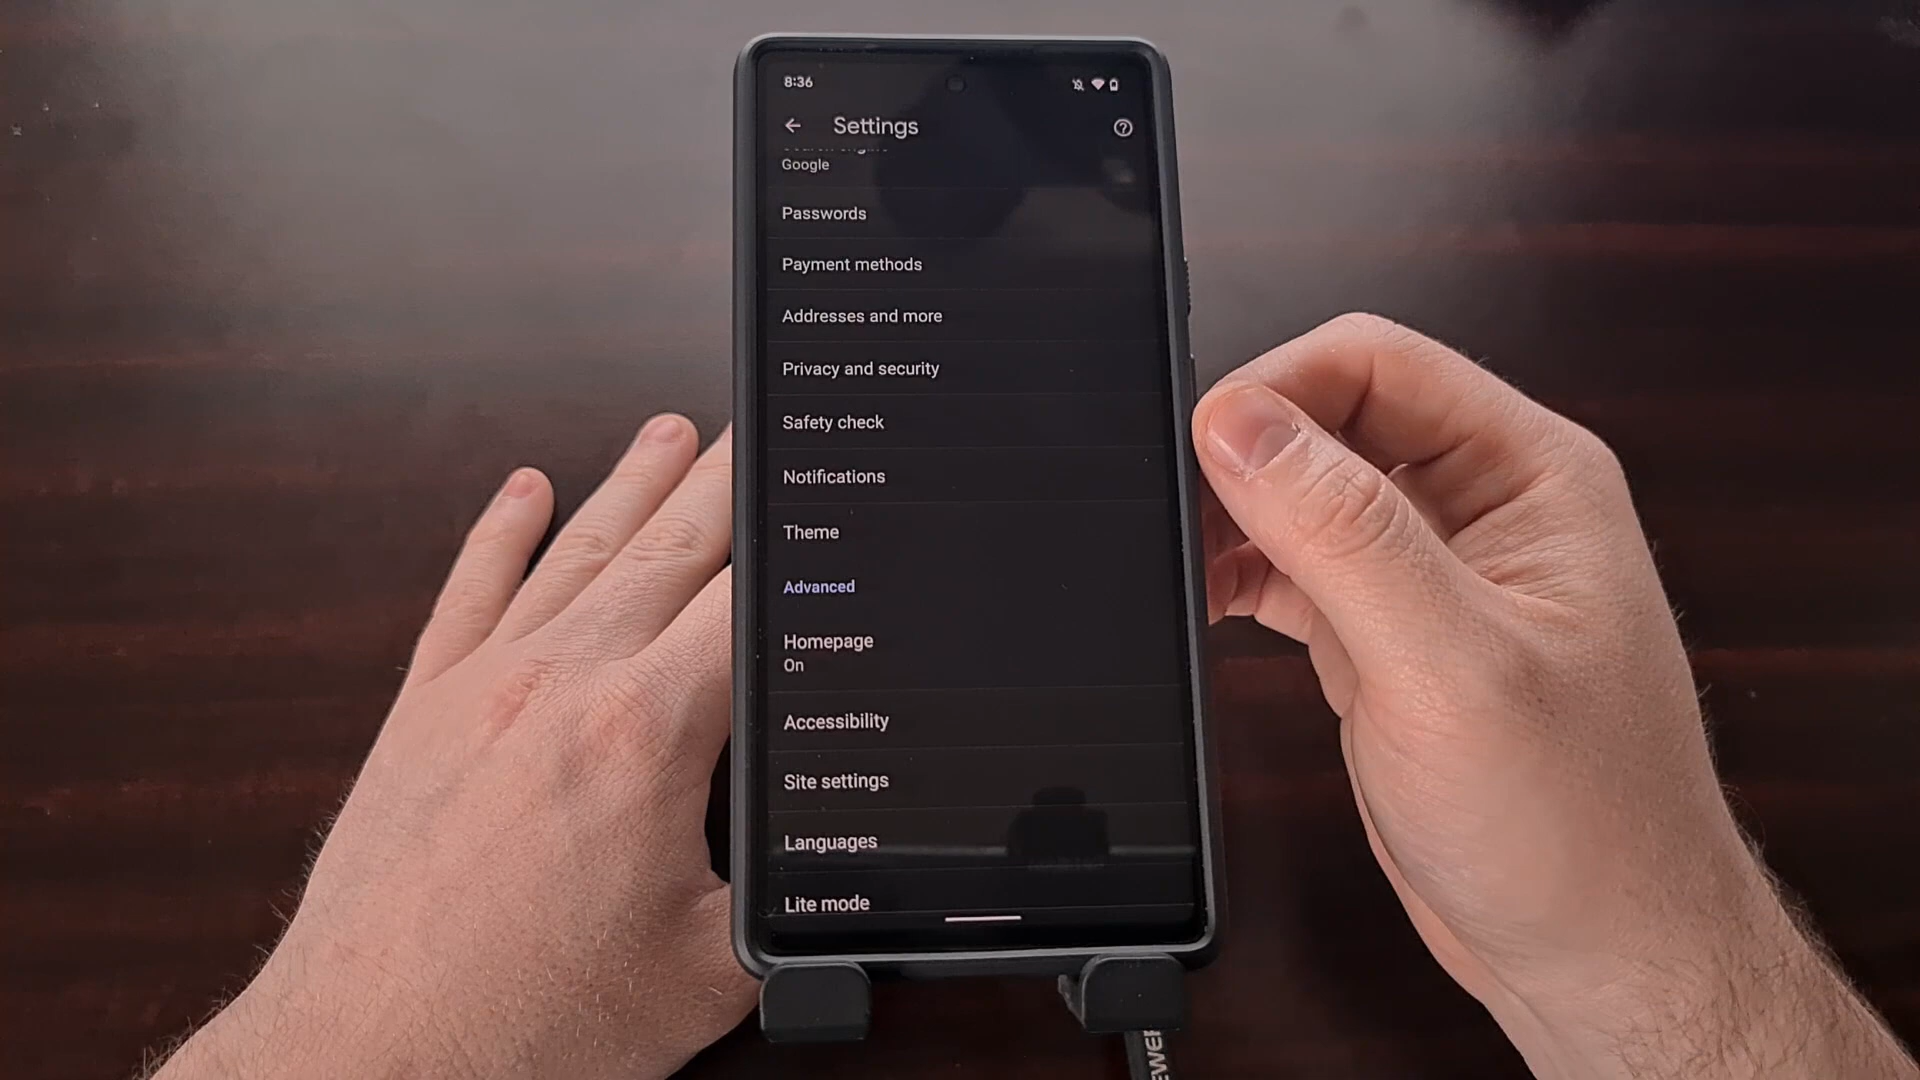 8:36
Settings
Google
Passwords
Payment methods
Addresses and more
Privacy and security
Safety check
Notifications
Theme
Advanced
Homepage
On
Accessibility
Site settings
Languages
Lite mode